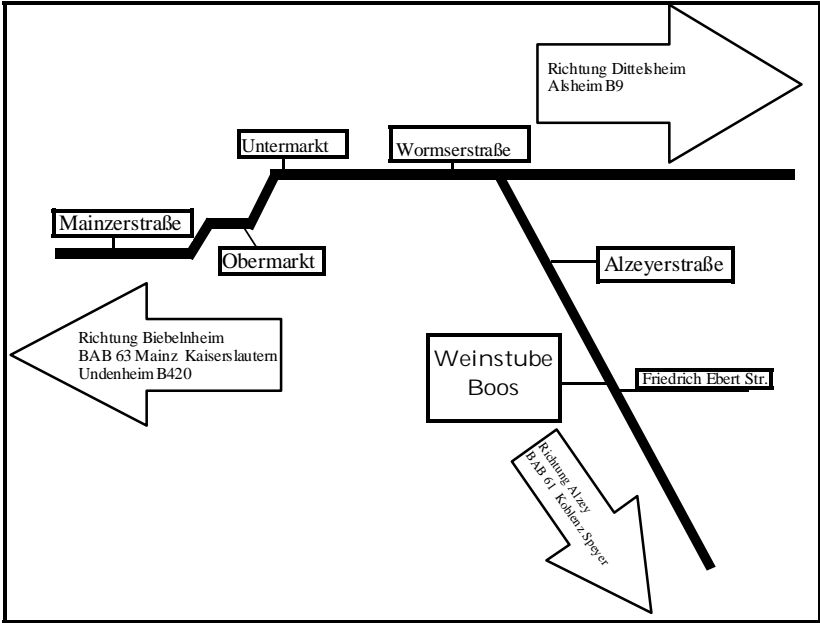 Richtung Dittelsheim
Alsheim B9
Untermarkt
Wormserstraße
Mainzerstraße
Obermarkt
Alzeyerstraße
Richtung Biebelnheim
BAB 63 Mainz Kaiserslautern
Undenheim B420
Weinstube
Boos
Friedrich Ebert Str.
Richtung Alzey
BAB 61 Koblenz Speyer